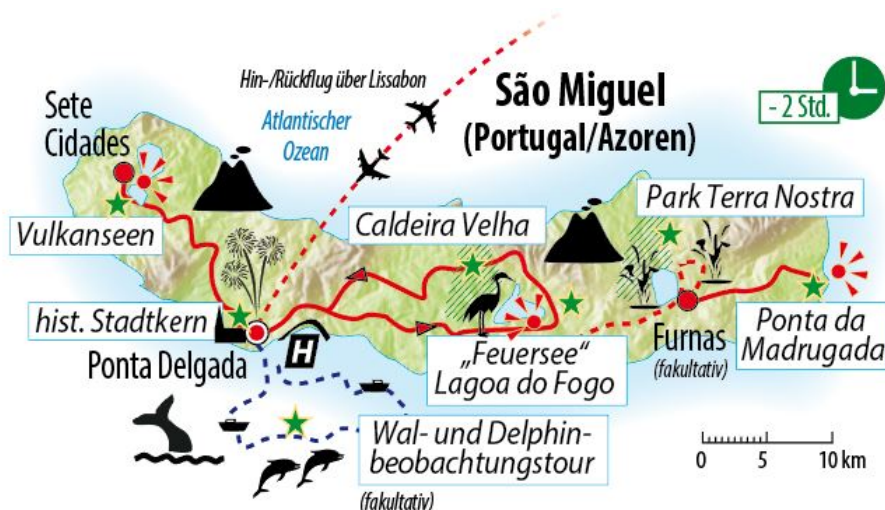 Hin-/Rückflug über Lissabon
São Miguel
(Portugal/Azoren)
- 2 Std.
Sete
Cidades
Atlantischer
Ozean
Park Terra Nostra
Caldeira Velha
Vulkanseen
hist. Stadtkern
Ponta Delgada
H
„Feuersee“
Lagoa do Fogo
Furnas
(fakultativ)
Ponta da
Madrugada
Wal- und Delphin-
beobachtungstour
(fakultativ)
0 5 10 km